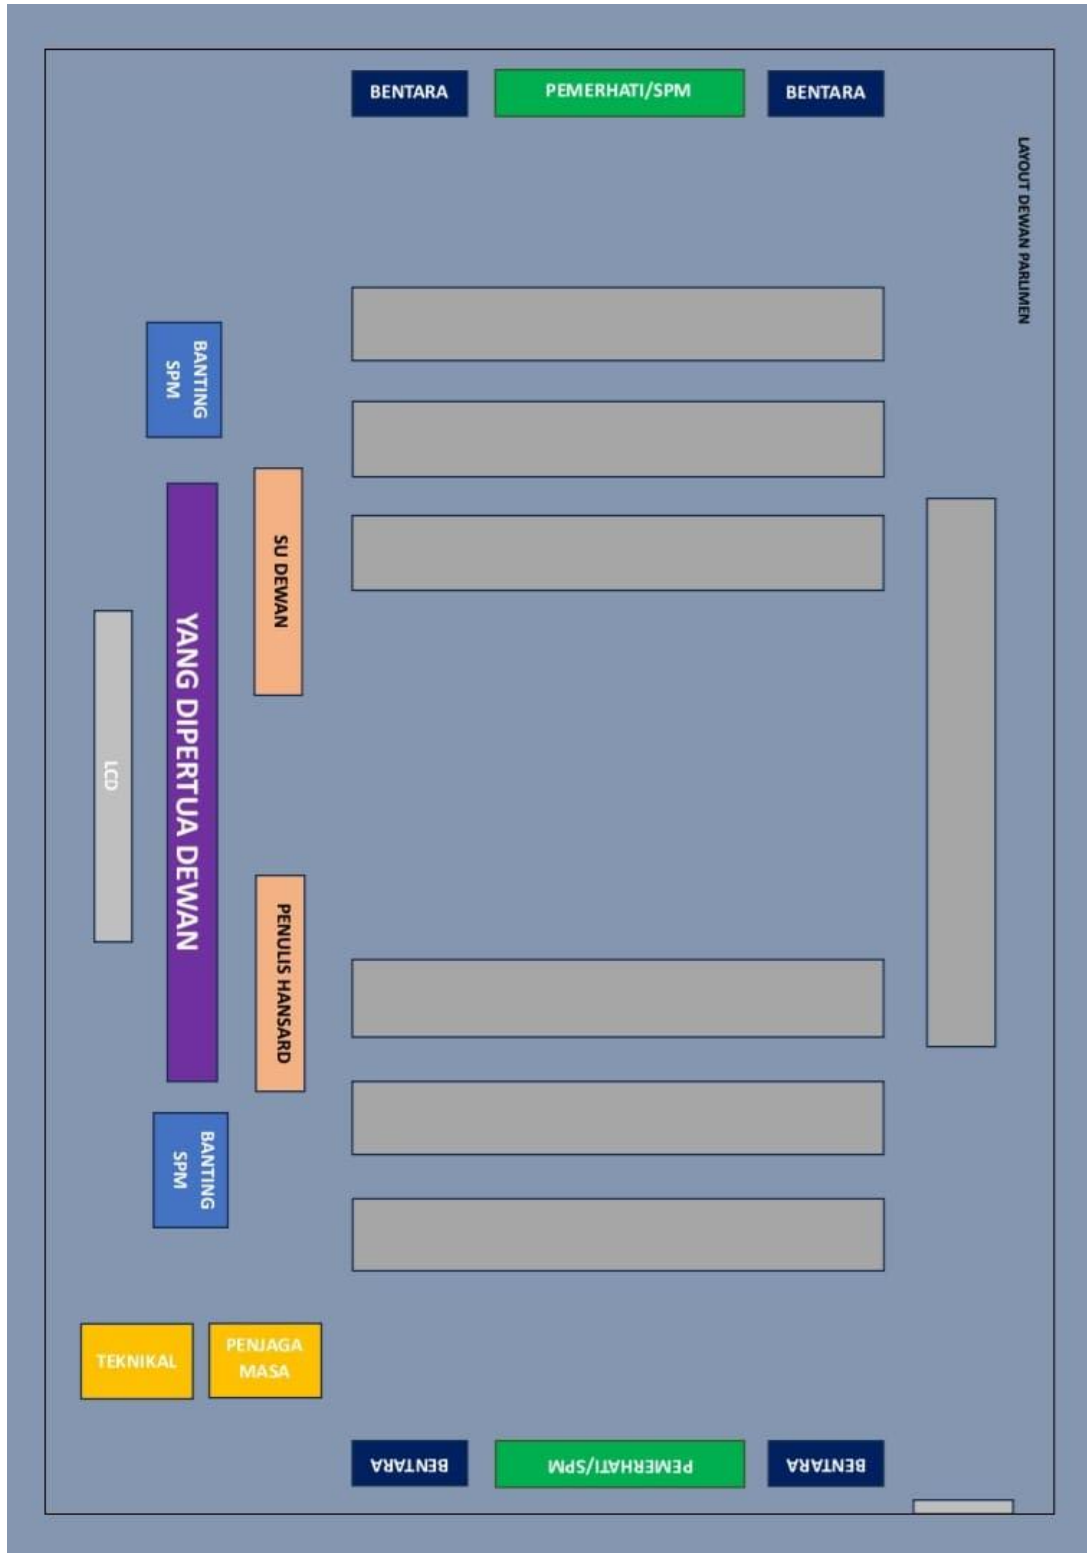 BENTARA
PEMERHATI/SPM
BENTARA
LAYOUT DEWAN PARLIMEN
BANTING
SPM
SU DEWAN
YANG DIPERTUA DEWAN
LCD
PENULIS HANSARD
BANTING
SPM
TEKNIKAL
PENJAGA
MASA
BENTARA
PEMERHATI/SPM
BENTARA